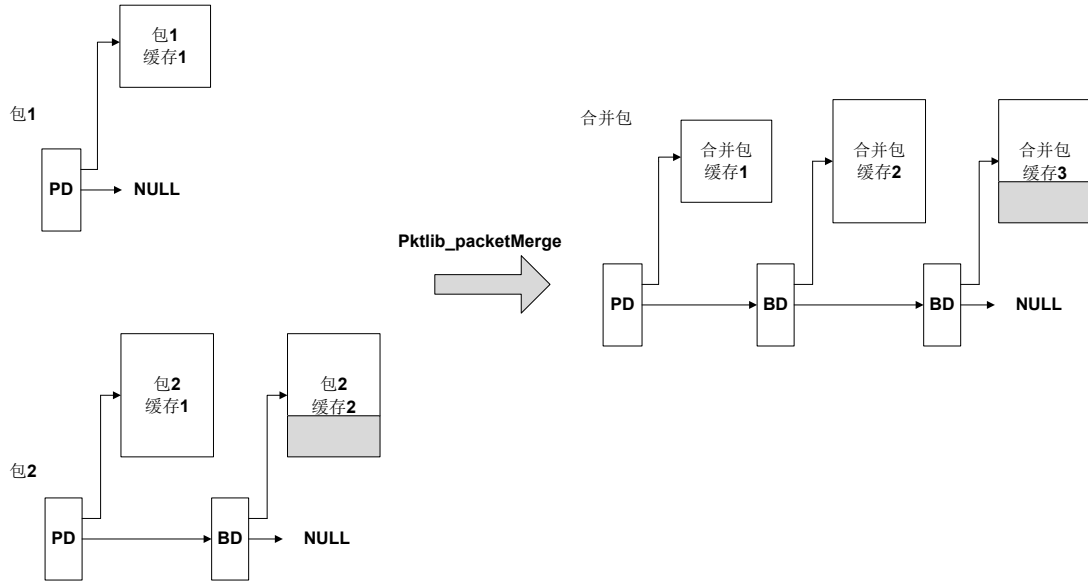 包1
缓存1
包1
PD
NULL
Pktlib_packetMerge
包2
缓存1
包2
缓存2
包2
PD
BD
NULL
合并包
合并包
缓存1
合并包
缓存2
合并包
缓存3
PD
BD
BD
NULL